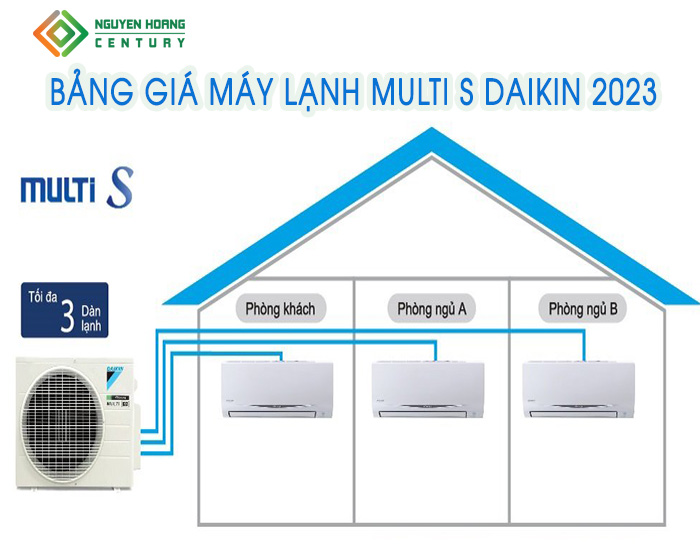 NGUYEN HOANG
CENTURY
BẢNG GIÁ MÁY LẠNH MULTI S DAIKIN 2023
MULTi S
Tối đa
3 Dàn
lạnh
Phòng khách
Phòng ngủ A
Phòng ngủ B
DAIKIN